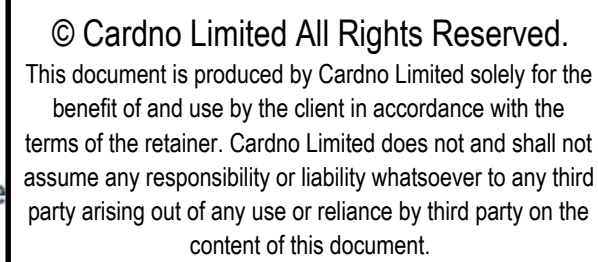 © Cardno Limited All Rights Reserved.
This document is produced by Cardno Limited solely for the
benefit of and use by the client in accordance with the
terms of the retainer. Cardno Limited does not and shall not
assume any responsibility or liability whatsoever to any third
party arising out of any use or reliance by third party on the
content of this document.